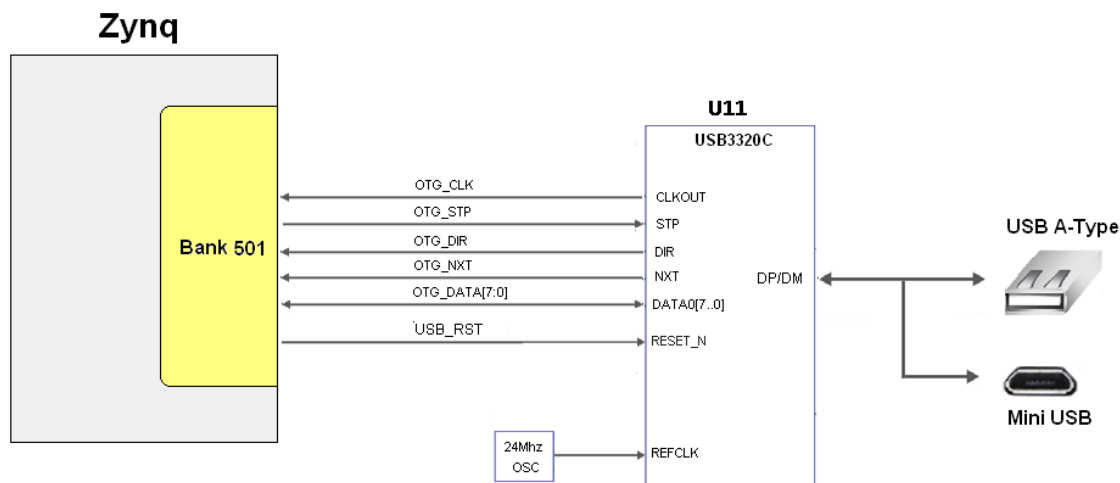 Zynq
Bank 501
OTG_CLK
OTG_STP
OTG_DIR
OTG_NXT
OTG_DATA[7:0]
USB_RST
U11
USB3320C
CLKOUT
STP
DIR
NXT
DATA0[7..0]
RESET_N
REFCLK
DP/DM
24Mhz
OSC
USB A-Type
Mini USB